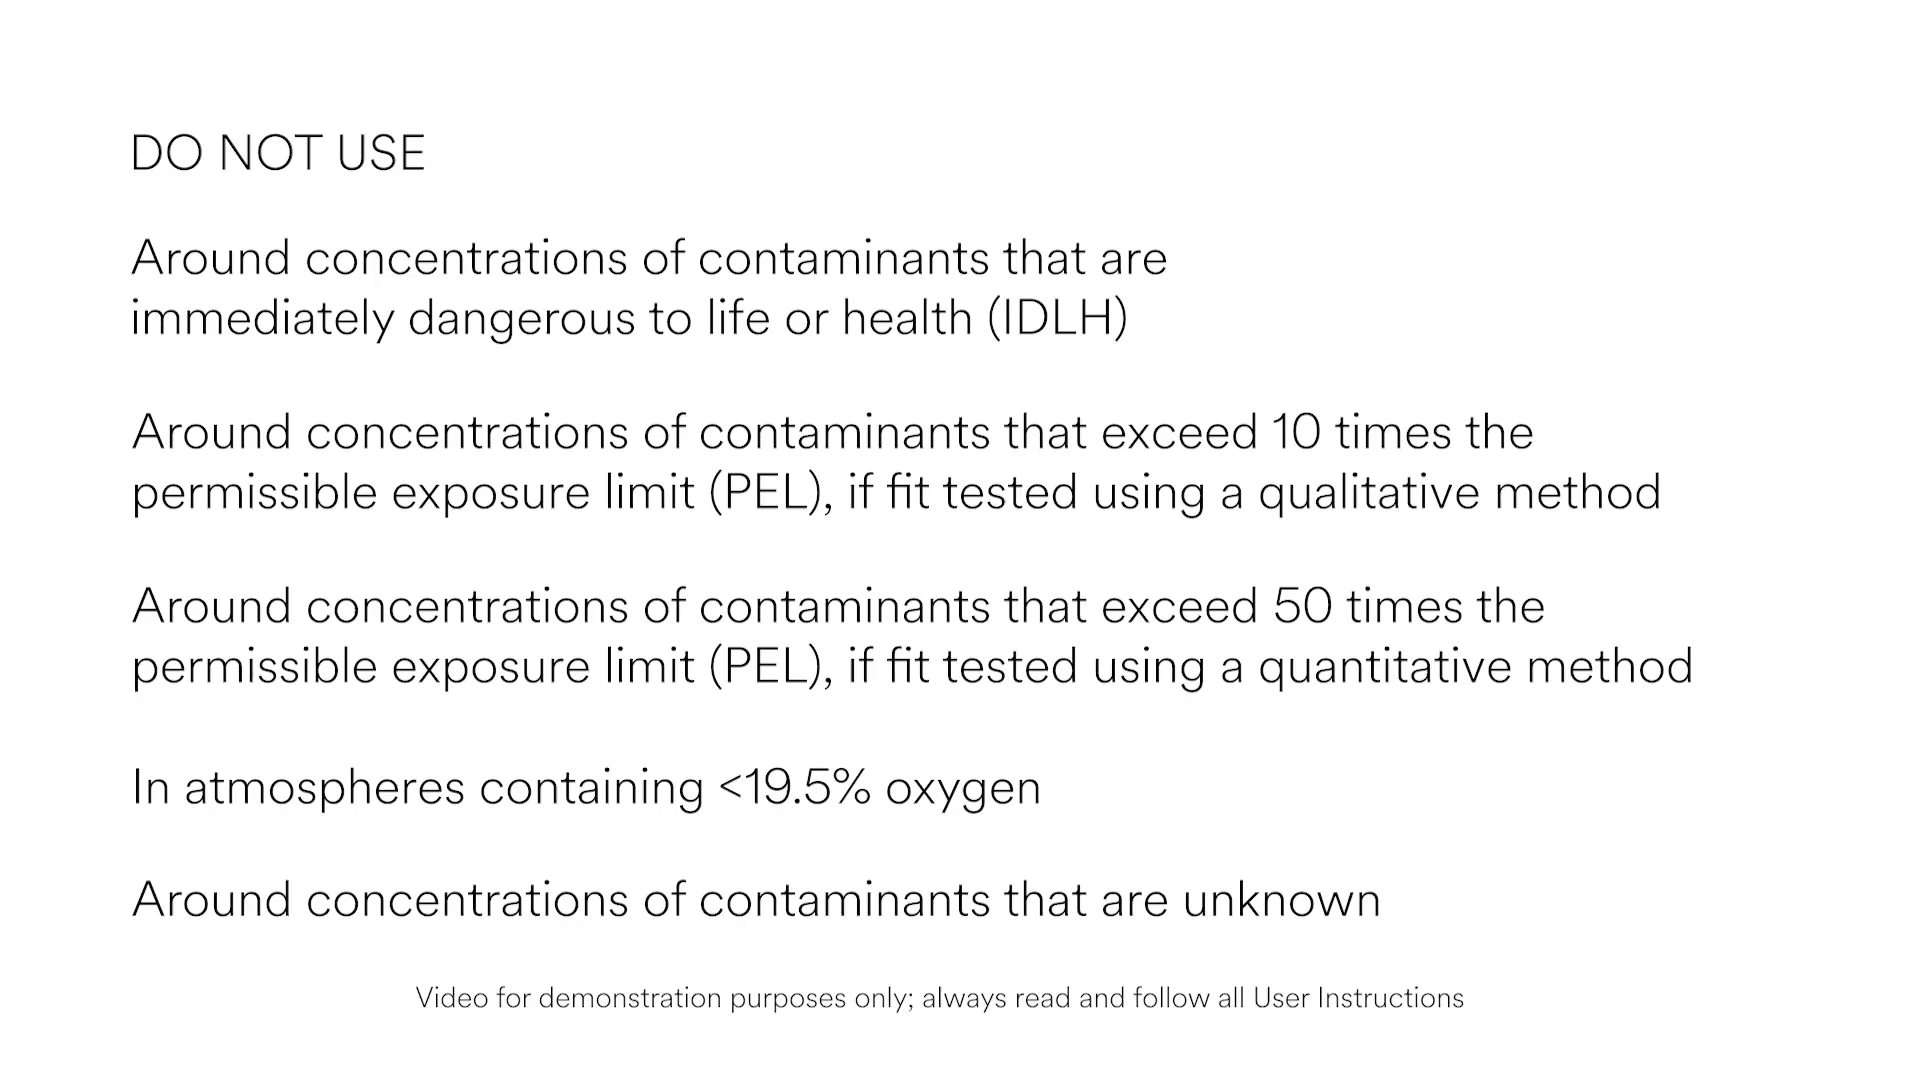 DO NOT USE
Around concentrations of contaminants that are
immediately dangerous to life or health (IDLH)
Around concentrations of contaminants that exceed 10 times the
permissible exposure limit (PEL), if fit tested using a qualitative method
Around concentrations of contaminants that exceed 50 times the
permissible exposure limit (PEL), if fit tested using a quantitative method
In atmospheres containing <19.5% oxygen
Around concentrations of contaminants that are unknown
Video for demonstration purposes only; always read and follow all User Instructions